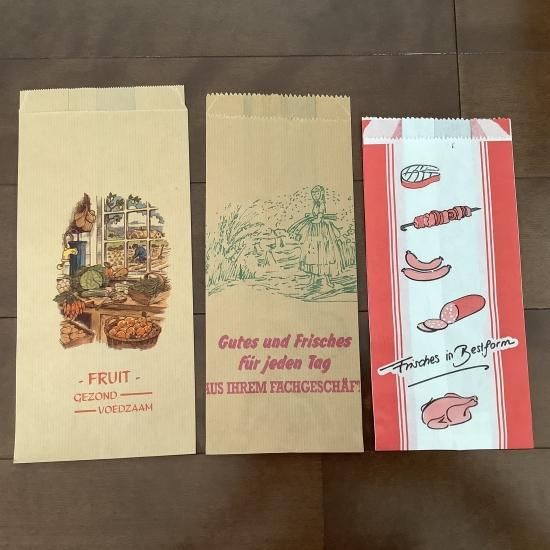 - FRUIT -
GEZOND
VOEDZAAM
Gutes und Frisches
für jeden Tag
AUS IHREM FACHGESCHÄFT
Frisches in Bestform